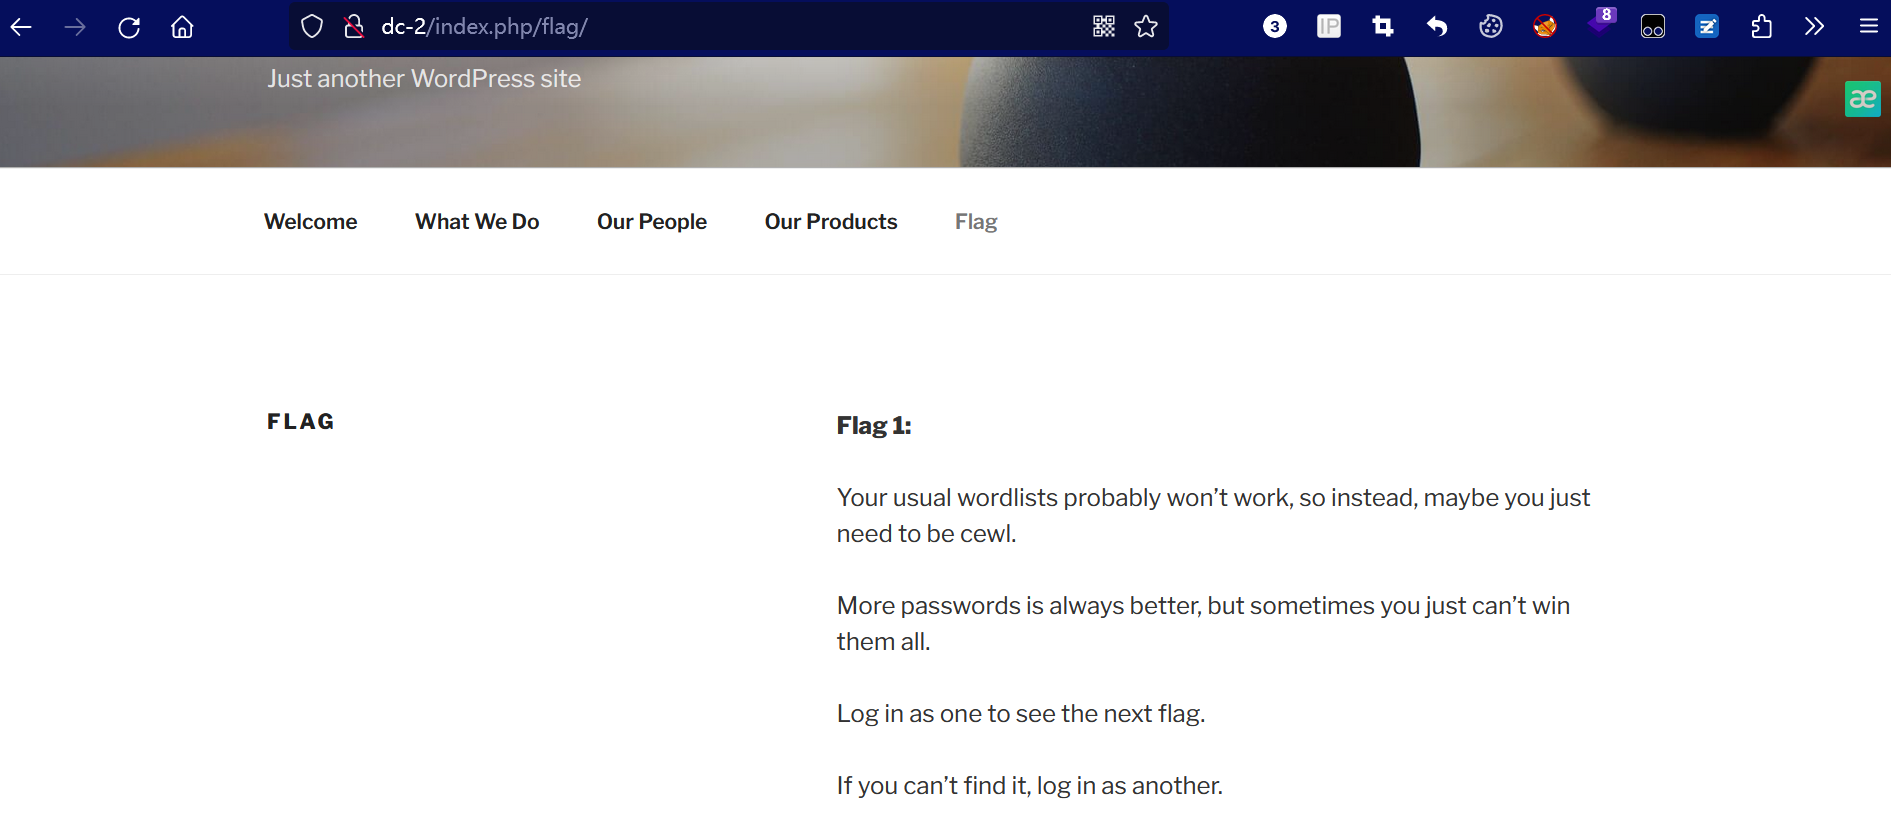 dc-2/index.php/flag/
3
IP
8
Just another WordPress site
æ
Welcome What We Do Our People Our Products Flag
FLAG
Flag 1:
Your usual wordlists probably won’t work, so instead, maybe you just
need to be cewl.
More passwords is always better, but sometimes you just can’t win
them all.
Log in as one to see the next flag.
If you can’t find it, log in as another.